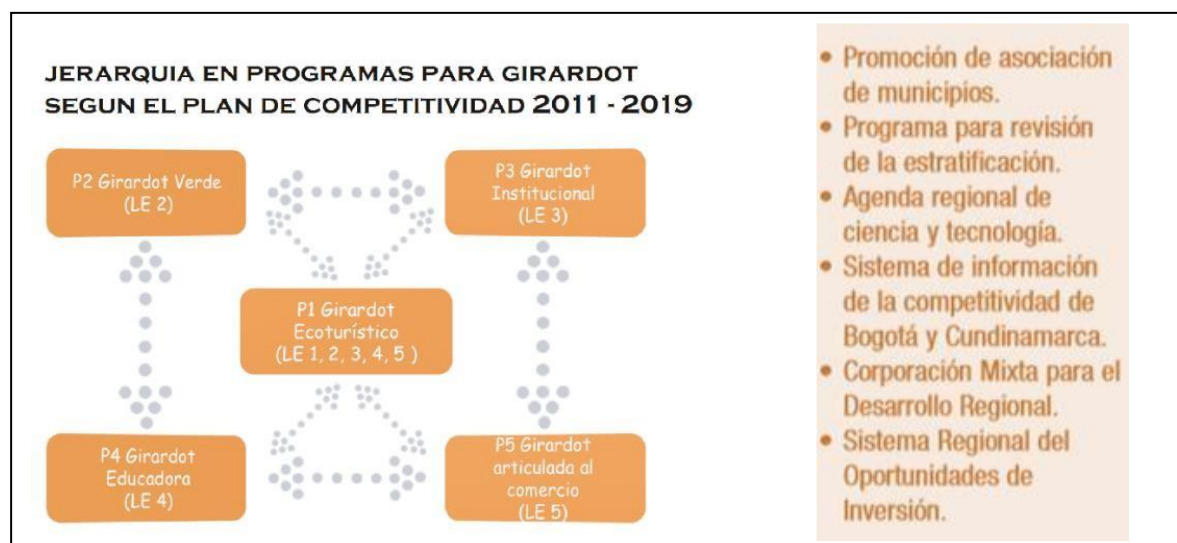 JERARQUIA EN PROGRAMAS PARA GIRARDOT
SEGUN EL PLAN DE COMPETITIVIDAD 2011 - 2019
P2 Girardot Verde
(LE 2)
P3 Girardot
Institucional
(LE 3)
P1 Girardot
Ecoturístico
(LE 1, 2, 3, 4, 5 )
P4 Girardot
Educadora
(LE 4)
P5 Girardot
articulada al
comercio
(LE 5)
• Promoción de asociación
de municipios.
• Programa para revisión
de la estratificación.
• Agenda regional de
ciencia y tecnología.
• Sistema de información
de la competitividad de
Bogotá y Cundinamarca.
• Corporación Mixta para el
Desarrollo Regional.
• Sistema Regional del
Oportunidades de
Inversión.